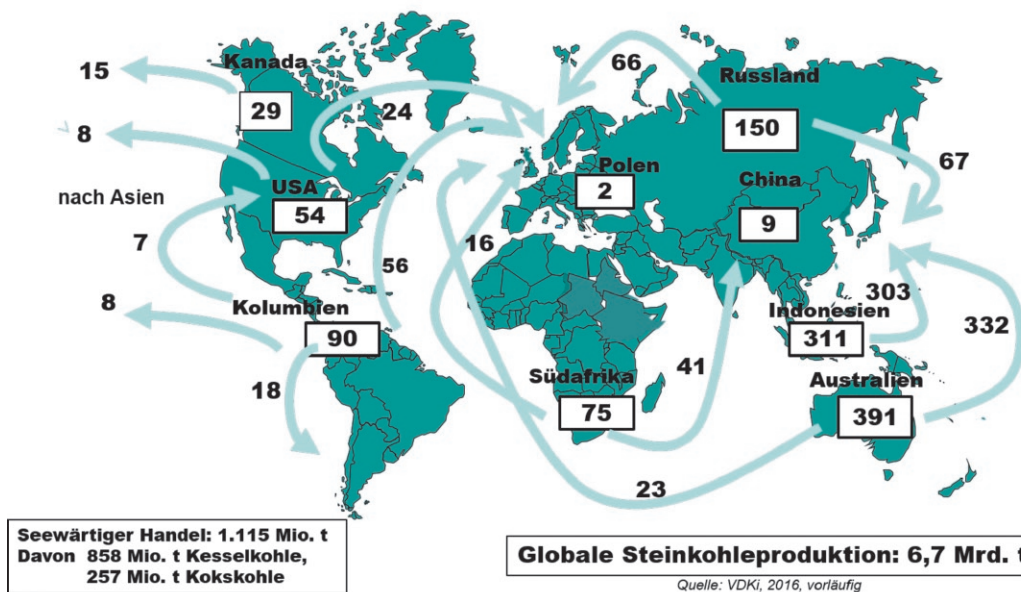 Kanada
15
29
24
66
Russland
150
8
67
nach Asien
USA
54
Polen
2
China
9
7
56
16
8
Kolumbien
90
303
Indonesien
311
332
18
Südafrika
75
41
Australien
391
23
Seewärtiger Handel: 1.115 Mio. t
Davon 858 Mio. t Kesselkohle,
257 Mio. t Kokskohle
Globale Steinkohleproduktion: 6,7 Mrd. t
Quelle: VDKi, 2016, vorläufig